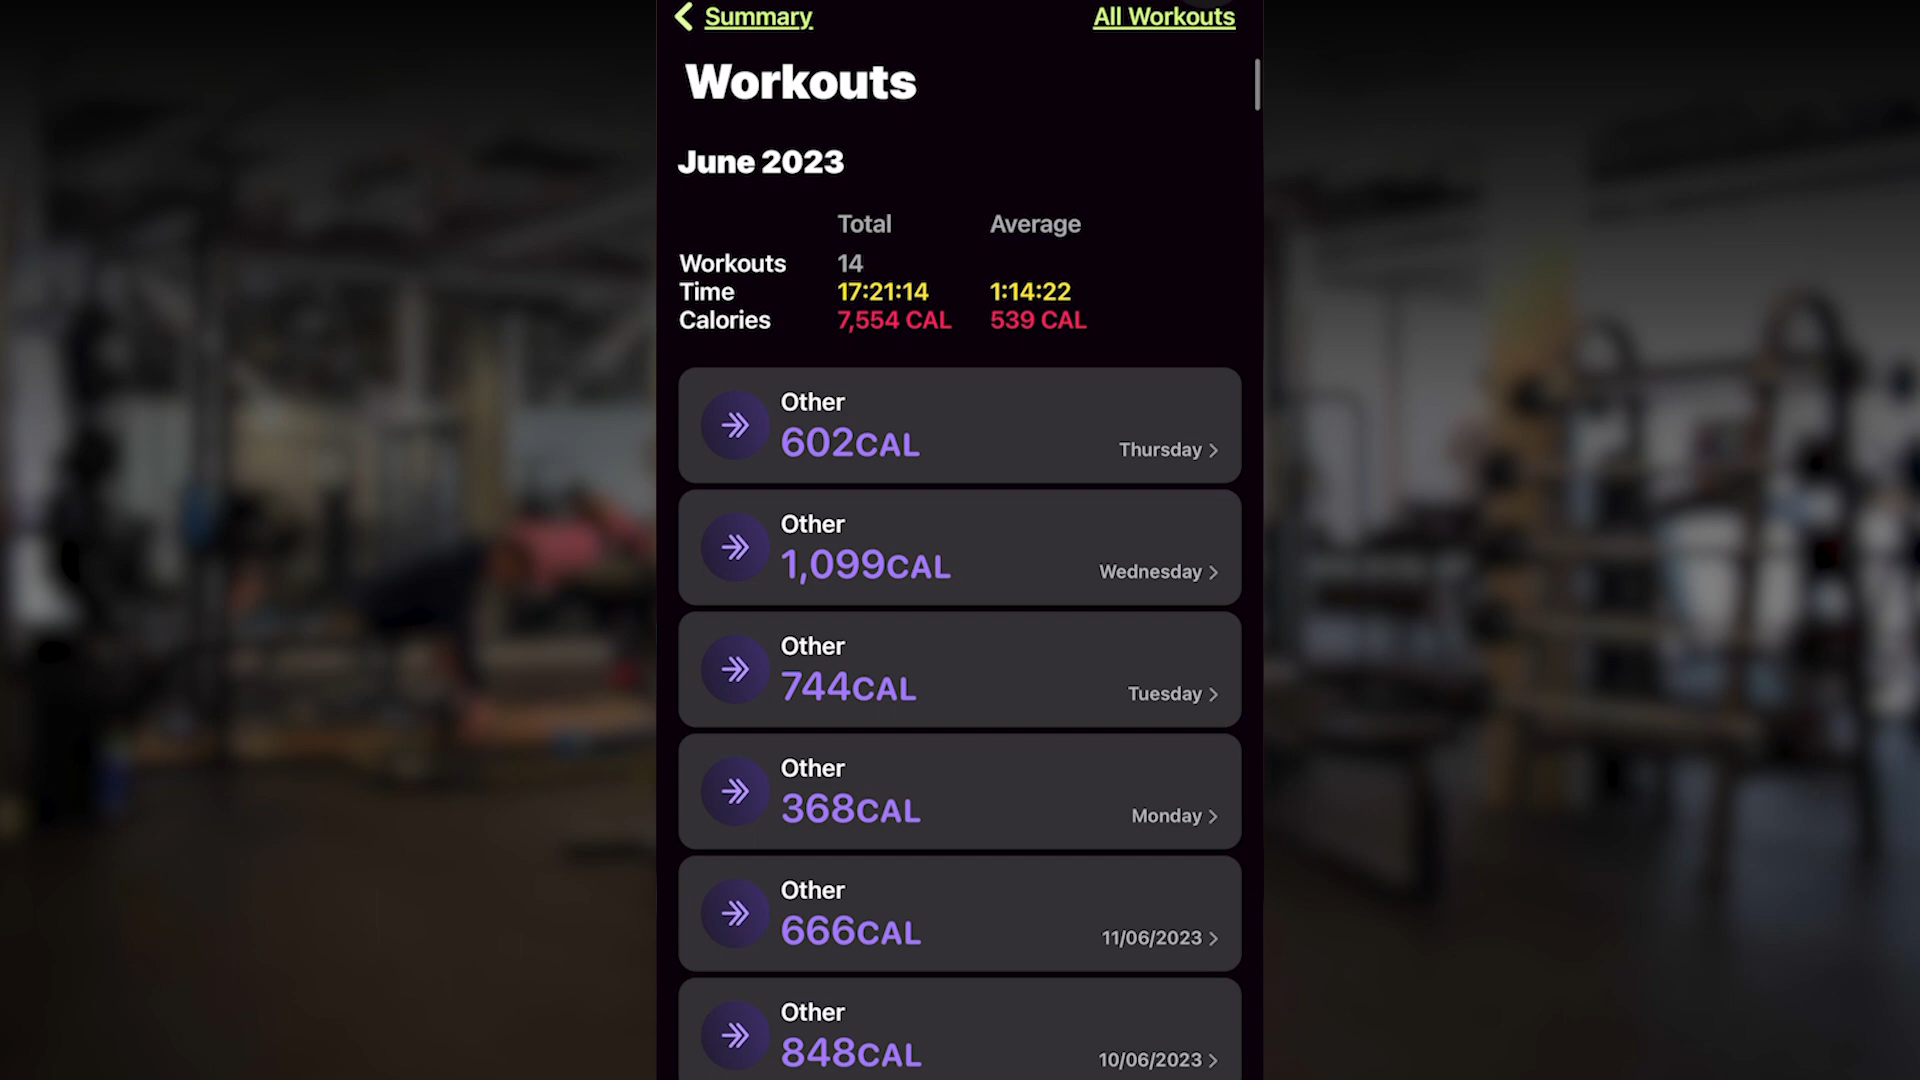 Summary All Workouts
Workouts
June 2023
Total Average
Workouts 14
Time 17:21:14 1:14:22
Calories 7,554 CAL 539 CAL
Other
602CAL Thursday
Other
1,099CAL Wednesday
Other
744CAL Tuesday
Other
368CAL Monday
Other
666CAL 11/06/2023
Other
848CAL 10/06/2023